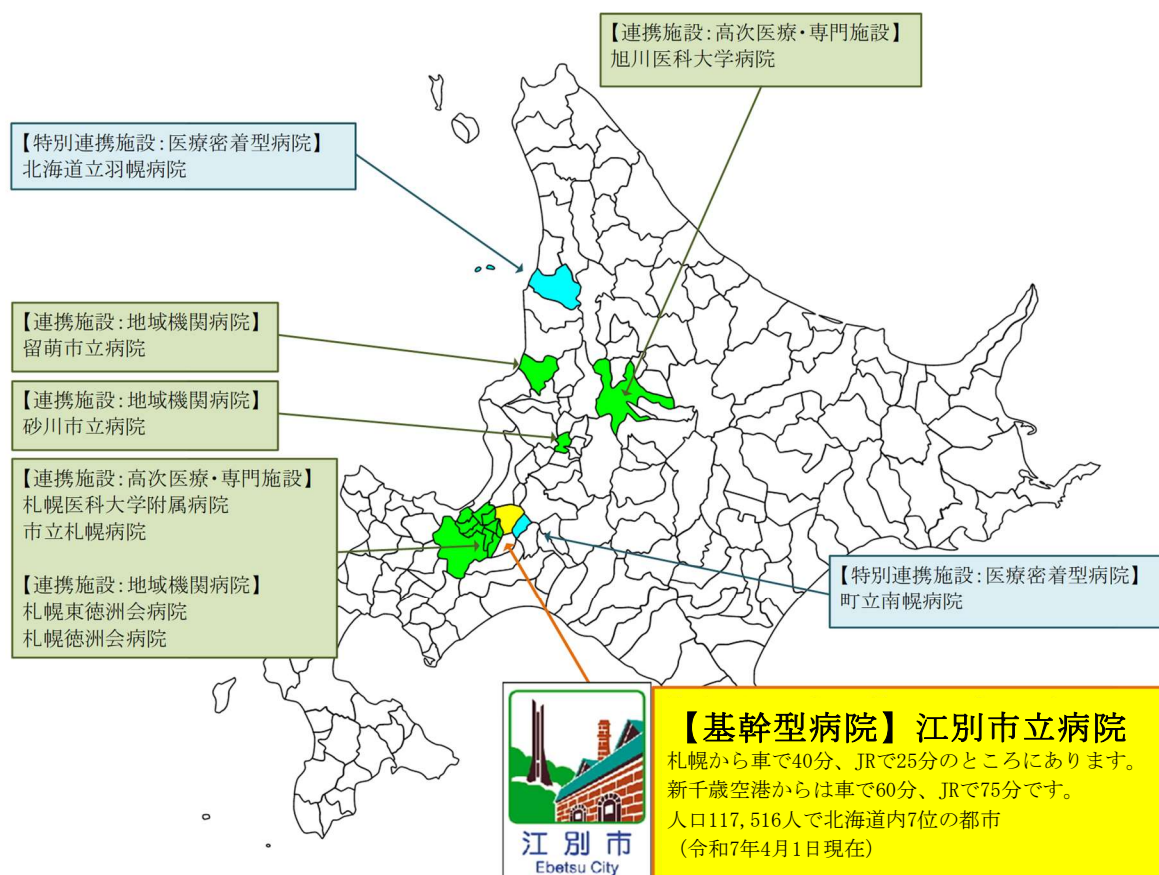 【連携施設:高次医療・専門施設】
旭川医科大学病院
【特別連携施設:医療密着型病院】
北海道立羽幌病院
【連携施設:地域機関病院】
留萌市立病院
【連携施設:地域機関病院】
砂川市立病院
【連携施設:高次医療・専門施設】
札幌医科大学附属病院
市立札幌病院
【連携施設:地域機関病院】
札幌東徳洲会病院
札幌徳洲会病院
【特別連携施設:医療密着型病院】
町立南幌病院
江別市
Ebetsu City
【基幹型病院】江別市立病院
札幌から車で40分、JRで25分のところにあります。
新千歳空港からは車で60分、JRで75分です。
人口117,516人で北海道内7位の都市
（令和7年4月1日現在）